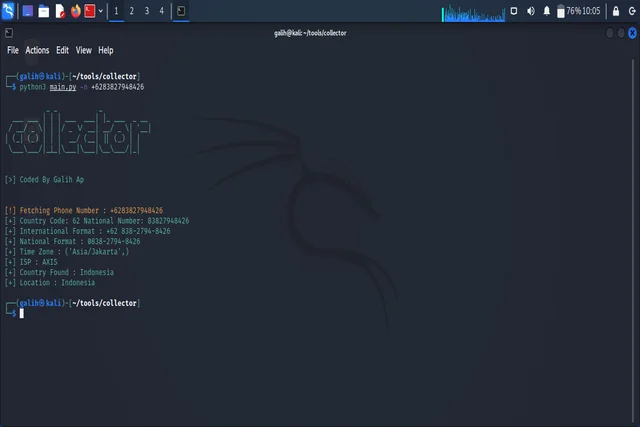 1 2 3 4
76% 10:05
galih@kali: ~/tools/collector
File Actions Edit View Help
┌──(galih㉿kali)-[~/tools/collector]
└─$ python3 main.py -n +6283827948426
collector
[>] Coded By Galih Ap
[!] Fetching Phone Number : +6283827948426
[+] Country Code: 62 National Number: 83827948426
[+] International Format : +62 838-2794-8426
[+] National Format : 0838-2794-8426
[+] Time Zone : ('Asia/Jakarta',)
[+] ISP : AXIS
[+] Country Found : Indonesia
[+] Location : Indonesia
┌──(galih㉿kali)-[~/tools/collector]
└─$